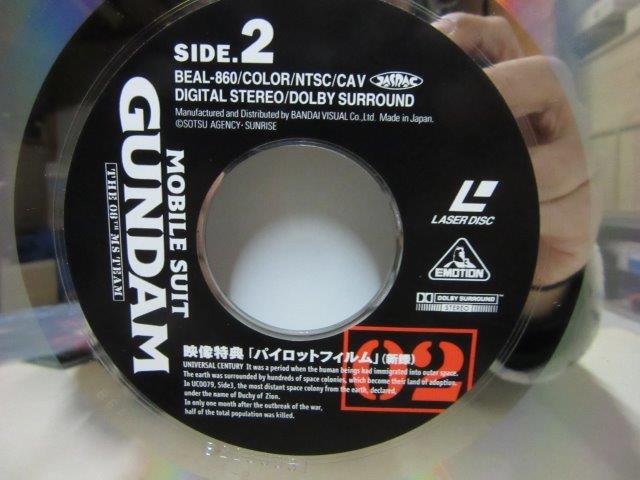 SIDE.2
BEAL-860/COLOR/NTSC/CAV JASRAC
DIGITAL STEREO/DOLBY SURROUND
Manufactured and Distributed by BANDAI VISUAL Co.,Ltd. Made in Japan.
©SOTSU AGENCY・SUNRISE
MOBILE SUIT
GUNDAM
THE 08TH MS TEAM
LASER DISC
EMOTION
DOLBY SURROUND
STEREO
02
映像特典「パイロットフィルム」(新録)
UNIVERSAL CENTURY It was a period when the human beings had immigrated into outer space.
The earth was surrounded by hundreds of space colonies, which become their land of adoption.
In UC0079, Side3, the most distant space colony from the earth, declared.
under the name of Duchy of Zion.
In only one month after the outbreak of the war,
half of the total population was killed.